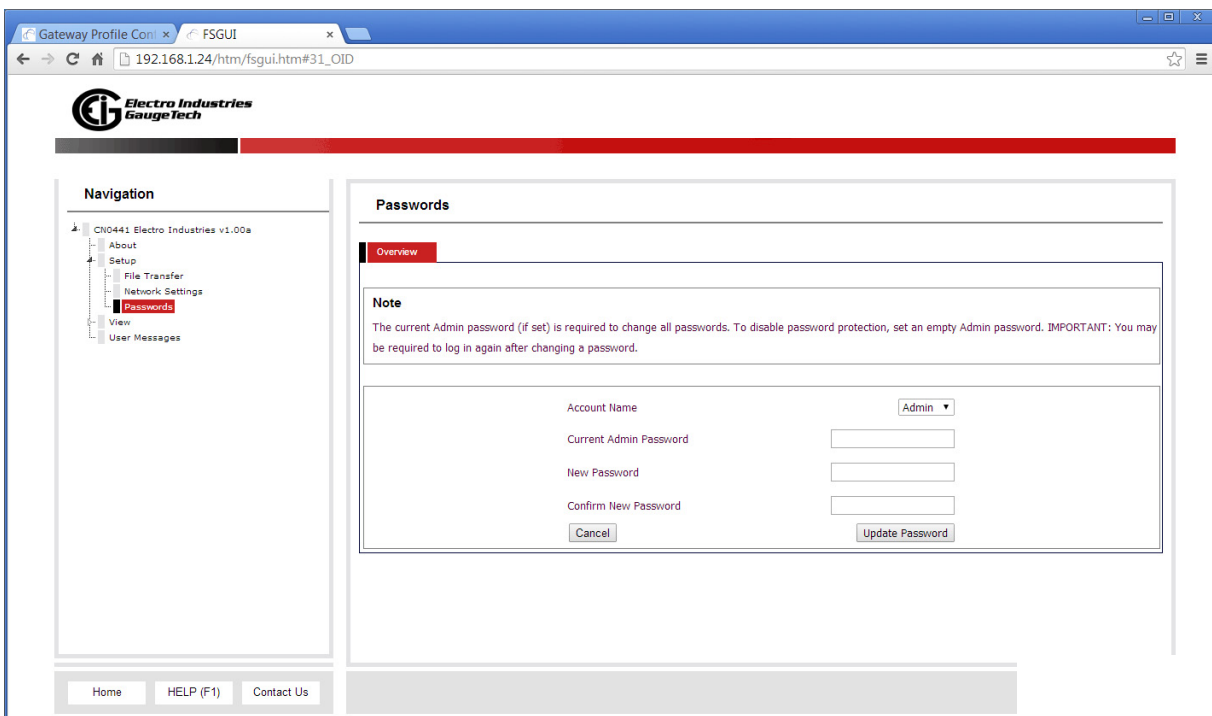 Gateway Profile Conf
FSGUI
192.168.1.24/htm/fsgui.htm#31_OID
EIG Electro Industries
GaugeTech
Navigation
CN0441 Electro Industries v1.00a
About
Setup
File Transfer
Network Settings
Passwords
View
User Messages
Passwords
Overview
Note
The current Admin password (if set) is required to change all passwords. To disable password protection, set an empty Admin password. IMPORTANT: You may
be required to log in again after changing a password.
Account Name Admin
Current Admin Password
New Password
Confirm New Password
Cancel Update Password
Home HELP (F1) Contact Us